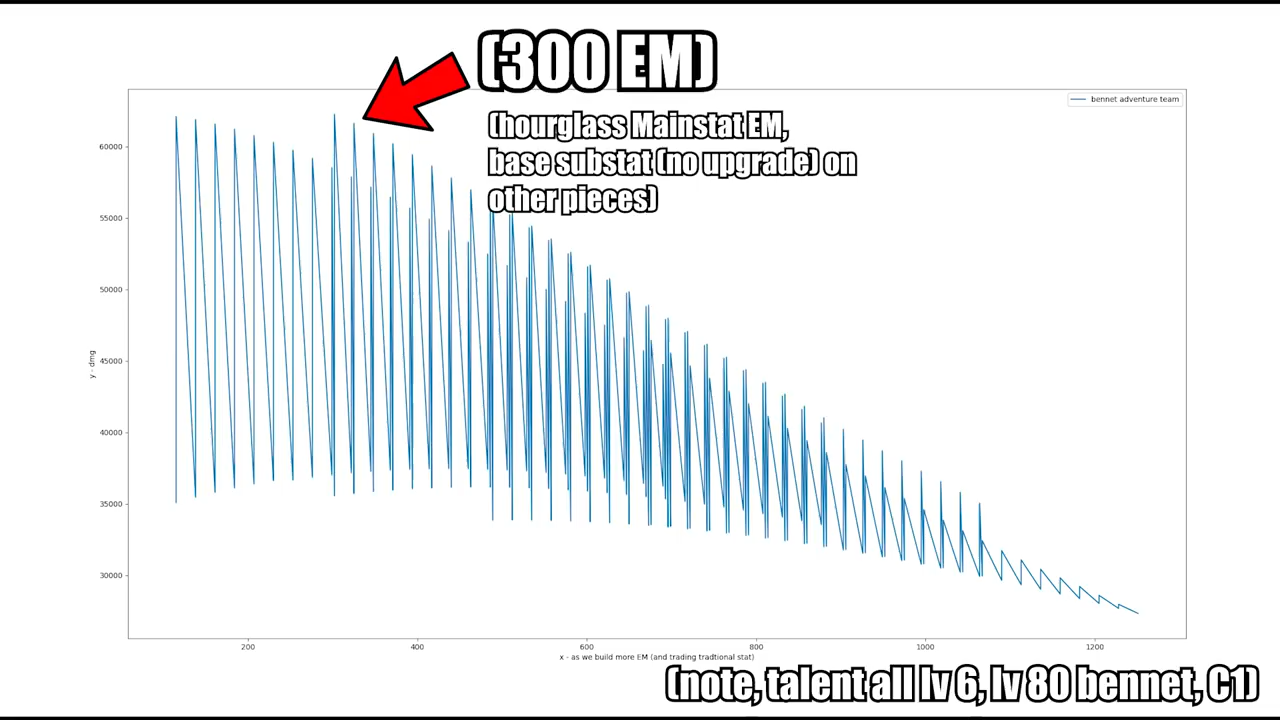 (300 EM)
bennet adventure team
(hourglass Mainstat EM,
base substat (no upgrade) on
other pieces)
60000
55000
50000
45000
40000
35000
30000
y - dmg
200
400
600
800
1000
1200
x - as we build more EM (and trading tradtional stat)
(note, talent all lv 6, lv 80 bennet, C1)